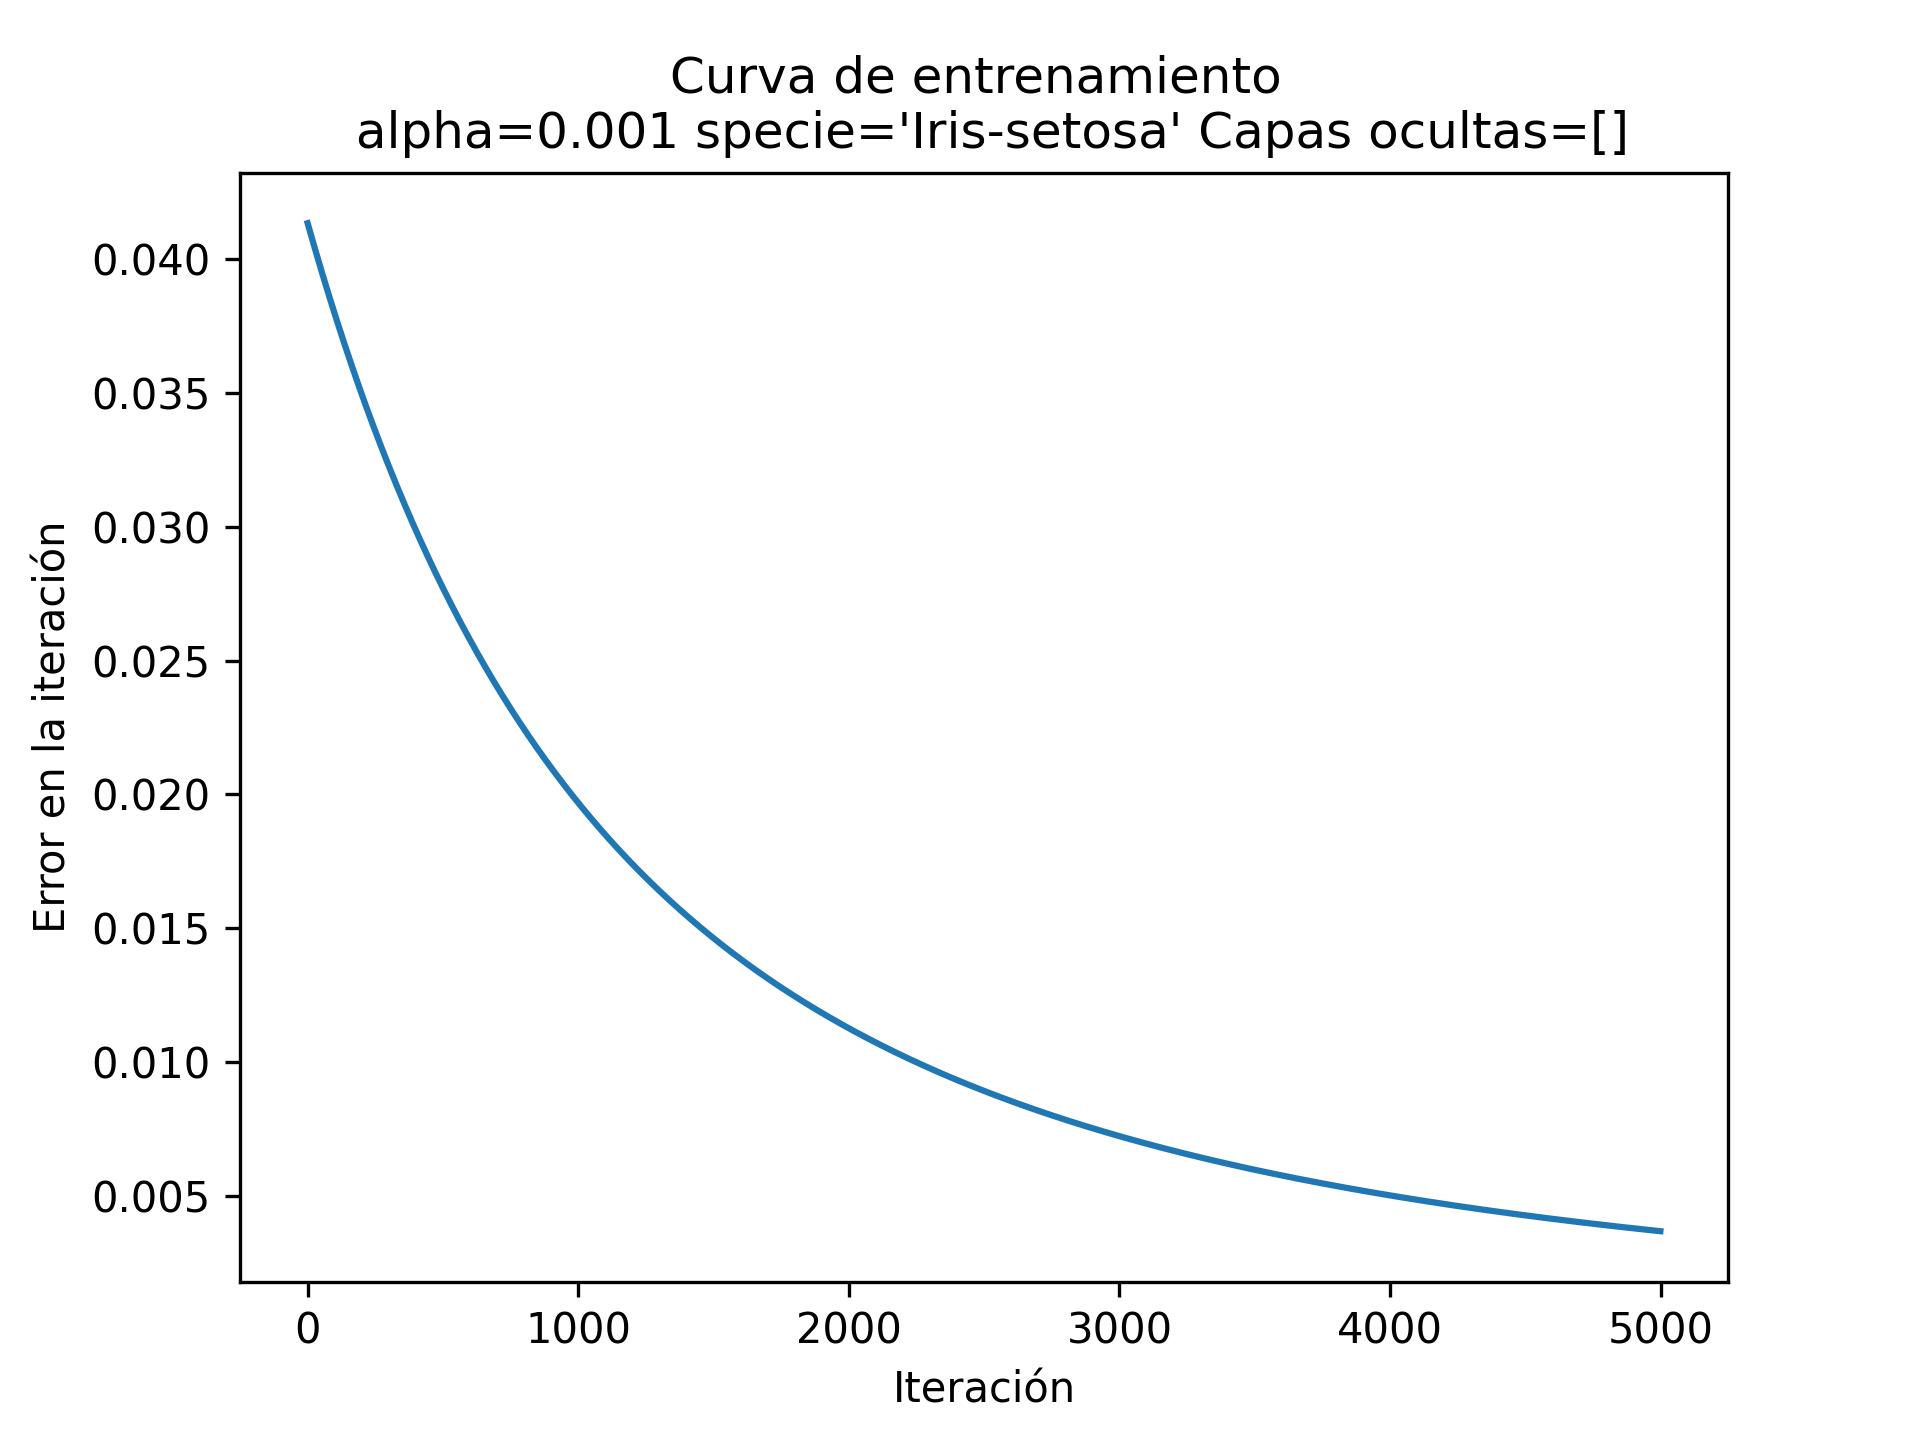 Curva de entrenamiento
alpha=0.001 specie='Iris-setosa' Capas ocultas=[]
Error en la iteración
0.040
0.035
0.030
0.025
0.020
0.015
0.010
0.005
0 1000 2000 3000 4000 5000
Iteración